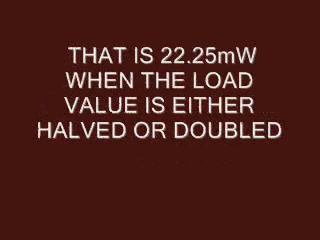 THAT IS 22.25mW
WHEN THE LOAD
VALUE IS EITHER
HALVED OR DOUBLED